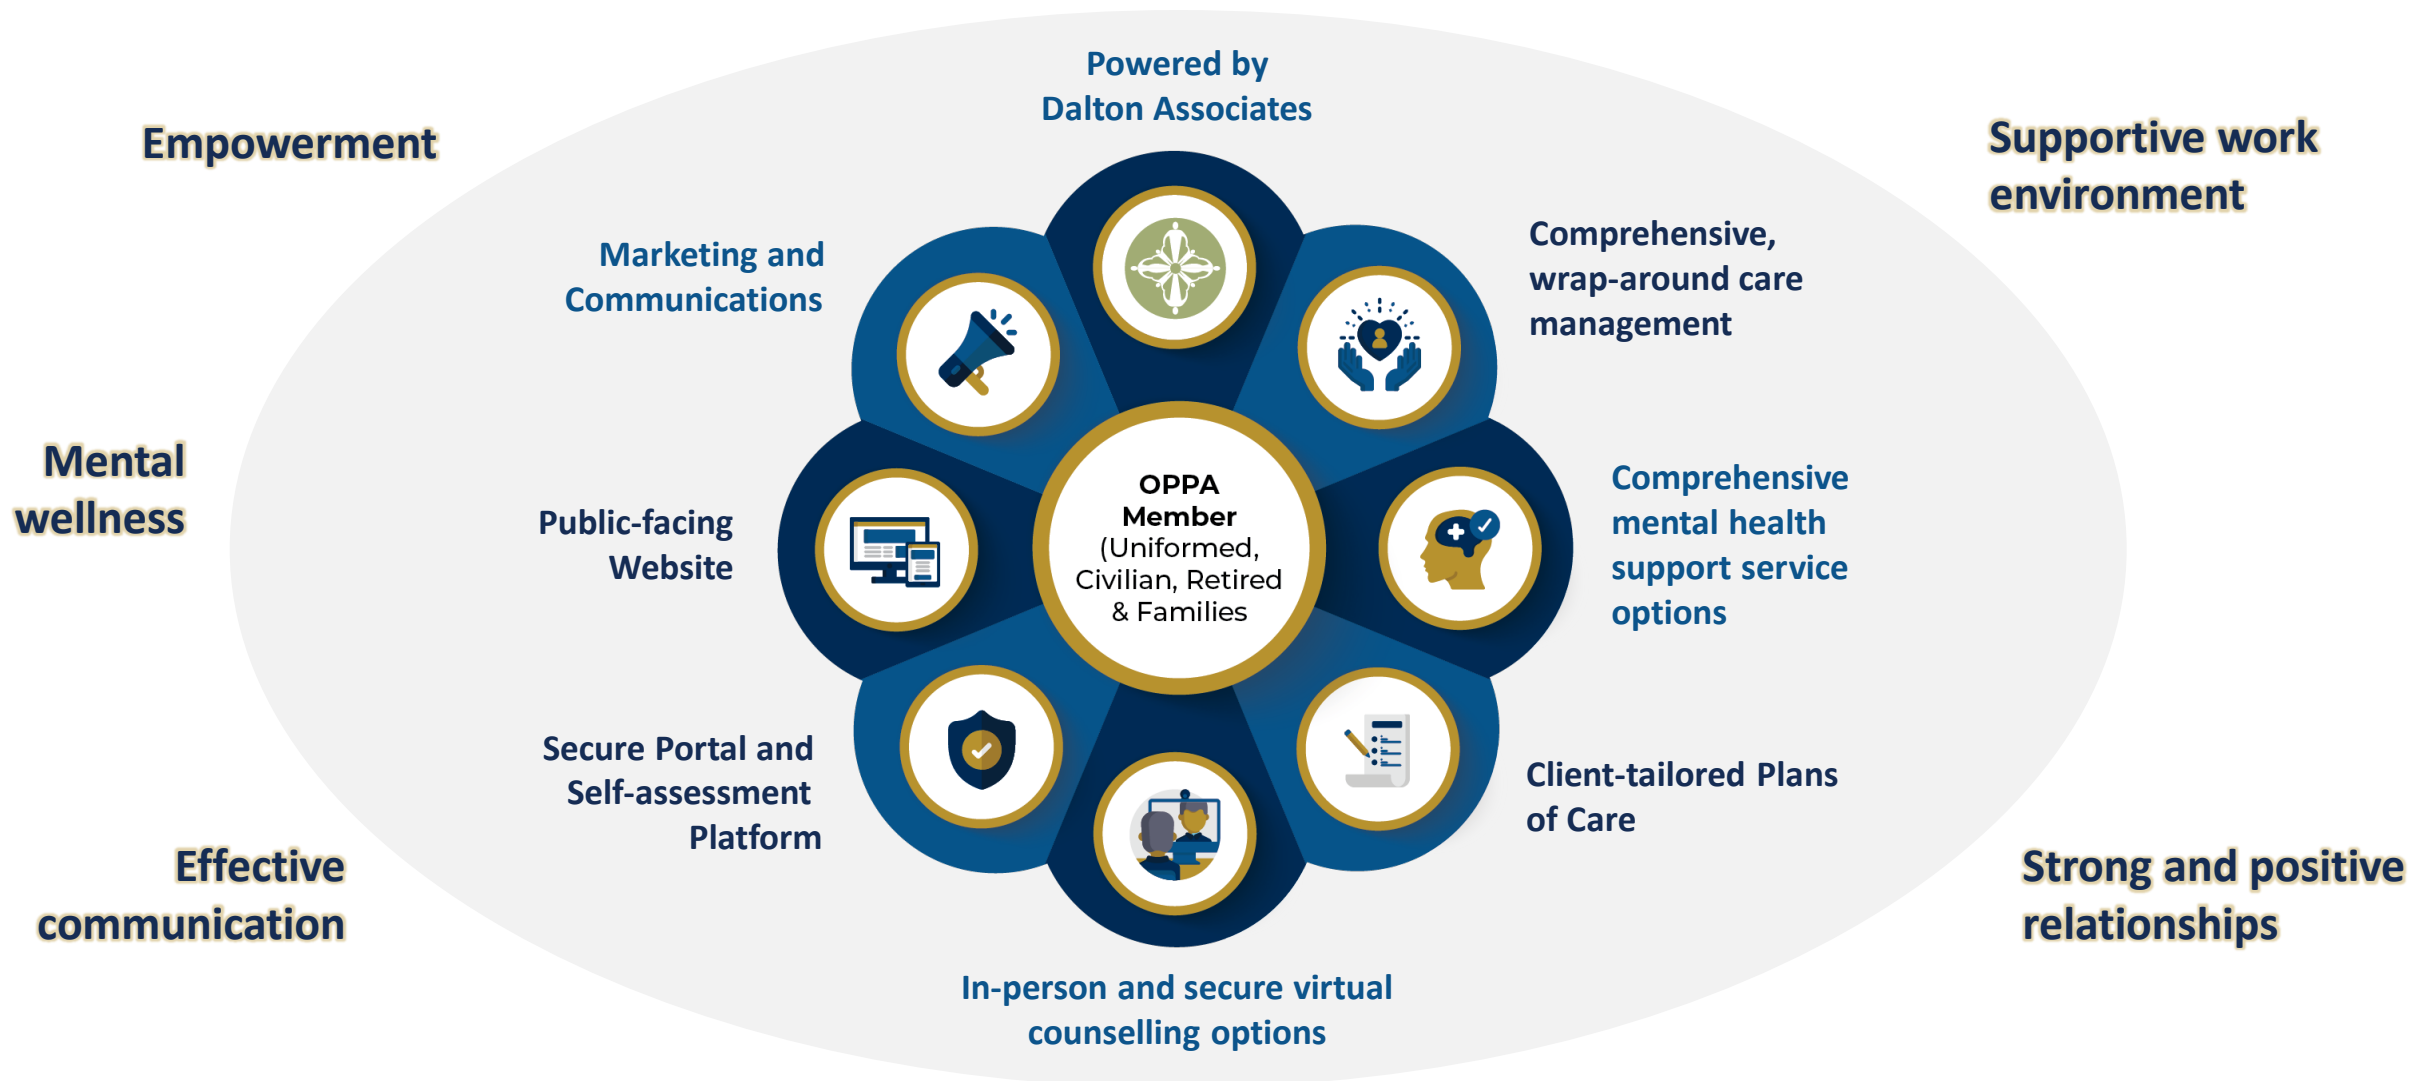 Powered by
Dalton Associates
Empowerment
Supportive work
environment
Marketing and
Communications
Comprehensive,
wrap-around care
management
Mental
wellness
Public-facing
Website
OPPA
Member
(Uniformed,
Civilian, Retired
& Families
Comprehensive
mental health
support service
options
Secure Portal and
Self-assessment
Platform
Client-tailored Plans
of Care
Effective
communication
Strong and positive
relationships
In-person and secure virtual
counselling options